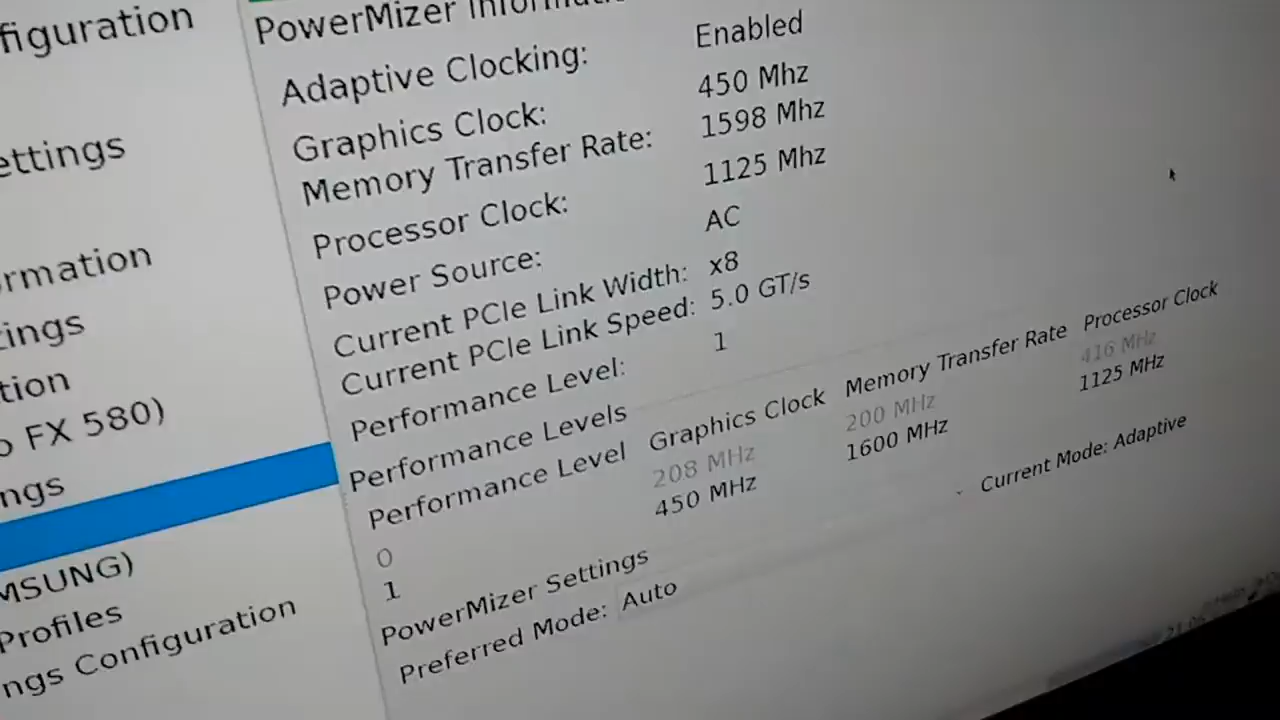 figuration
ettings
rmation
tings
tion
o FX 580)
ngs
MSUNG)
Profiles
ngs Configuration
PowerMizer
Adaptive Clocking: Enabled
Graphics Clock: 450 Mhz
Memory Transfer Rate: 1598 Mhz
Processor Clock: 1125 Mhz
Power Source: AC
Current PCIe Link Width: x8
Current PCIe Link Speed: 5.0 GT/s
Performance Level: 1
Performance Levels
Performance Level Graphics Clock Memory Transfer Rate Processor Clock
0 208 MHz 200 MHz 416 MHz
1 450 MHz 1600 MHz 1125 MHz
PowerMizer Settings
Preferred Mode: Auto Current Mode: Adaptive